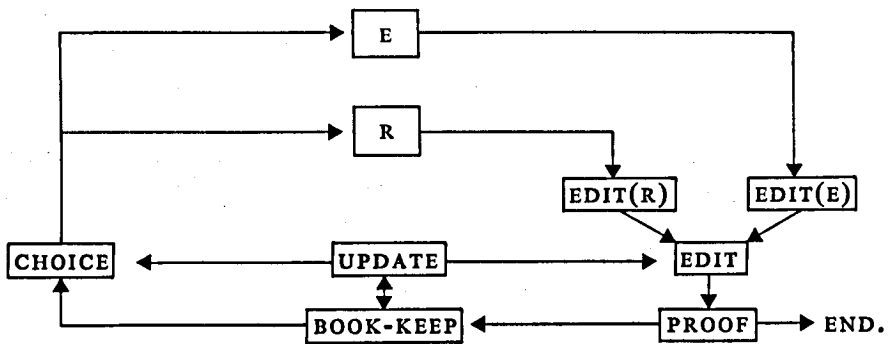 E
R
EDIT(R) EDIT(E)
CHOICE UPDATE EDIT
BOOK-KEEP PROOF END.